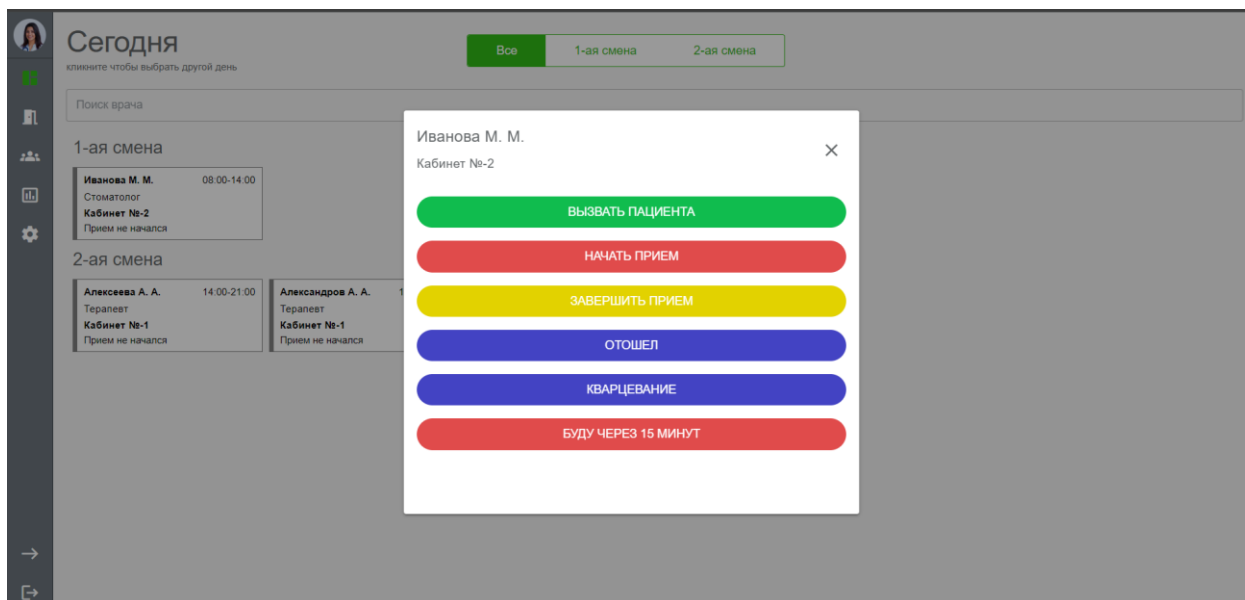 Сегодня
кликните чтобы выбрать другой день
Все
1-ая смена
2-ая смена
Поиск врача
1-ая смена
Иванова М. М. 08:00-14:00
Стоматолог
Кабинет №-2
Прием не начался
2-ая смена
Алексеева А. А. 14:00-21:00
Терапевт
Кабинет №-1
Прием не начался
Александров А. А. 1
Терапевт
Кабинет №-1
Прием не начался
Иванова М. М.
Кабинет №-2
ВЫЗВАТЬ ПАЦИЕНТА
НАЧАТЬ ПРИЕМ
ЗАВЕРШИТЬ ПРИЕМ
ОТОШЕЛ
КВАРЦЕВАНИЕ
БУДУ ЧЕРЕЗ 15 МИНУТ